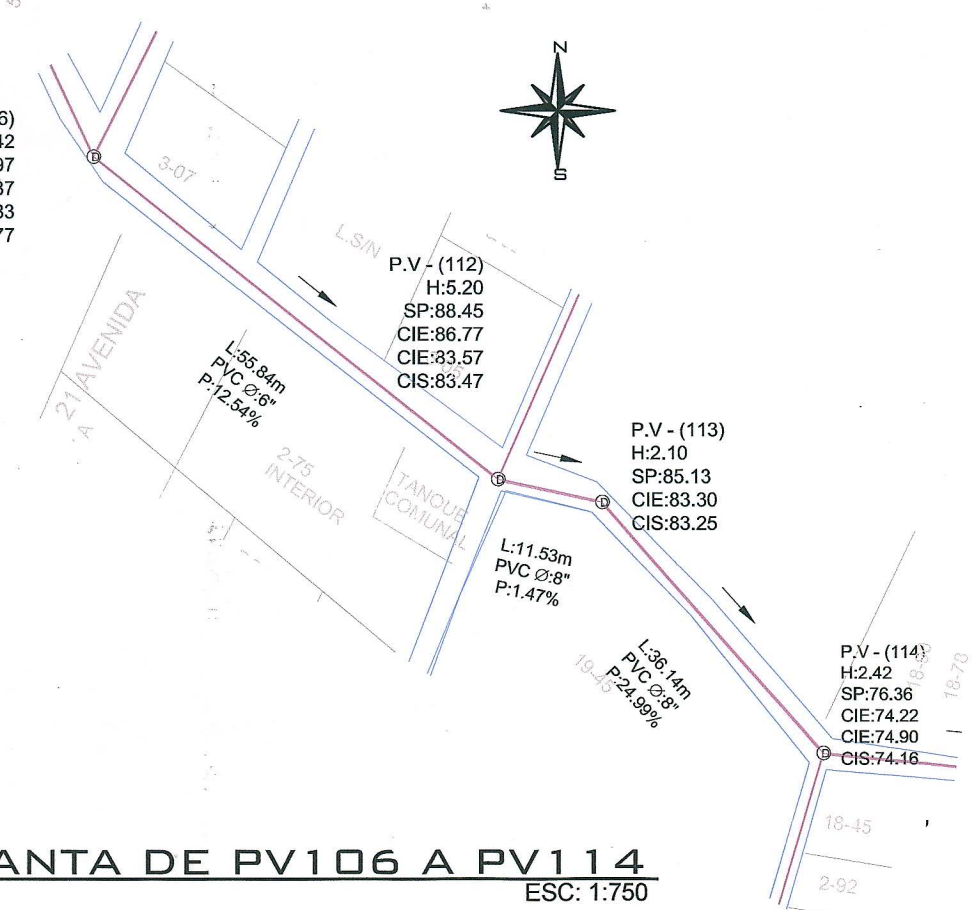 N
S
6)
42
97
37
33
77
3-07
L.S/N
P.V - (112)
H:5.20
SP:88.45
CIE:86.77
CIE:83.57
CIS:83.47
21 AVENIDA
A
L:55.84m
PVC Ø:6"
P:12.54%
2-75
INTERIOR
TANQUE
COMUNAL
P.V - (113)
H:2.10
SP:85.13
CIE:83.30
CIS:83.25
L:11.53m
PVC Ø:8"
P:1.47%
19-45
L:36.14m
PVC Ø:8"
P:24.99%
P.V - (114)
H:2.42
SP:76.36
CIE:74.22
CIE:74.90
CIS:74.16
18-78
18-45
2-92
ANTA DE PV106 A PV114
ESC: 1:750